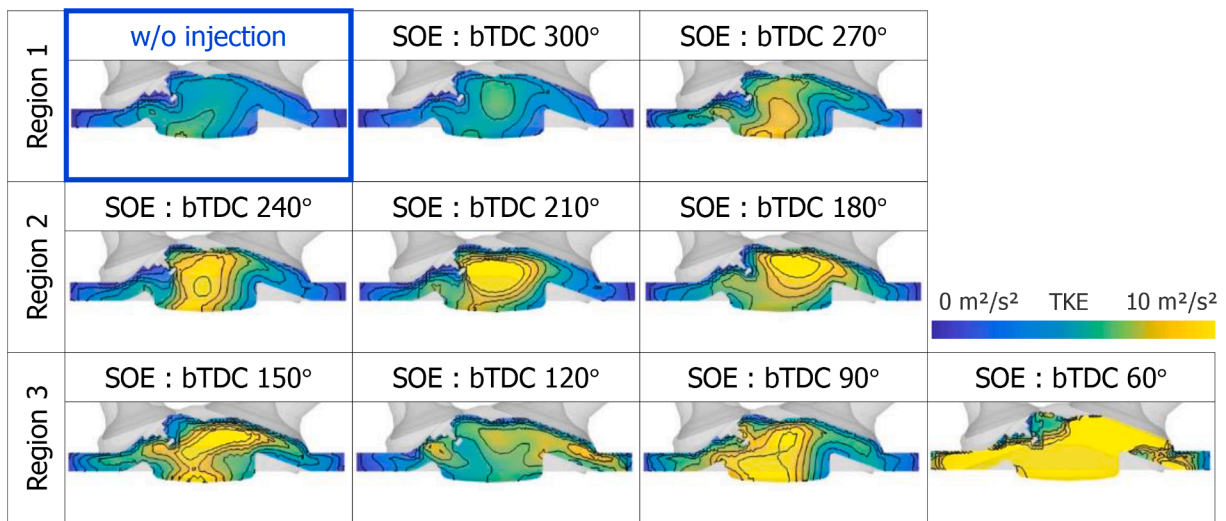 Region 1
w/o injection
SOE : bTDC 300°
SOE : bTDC 270°
Region 2
SOE : bTDC 240°
SOE : bTDC 210°
SOE : bTDC 180°
0 m²/s² TKE 10 m²/s²
Region 3
SOE : bTDC 150°
SOE : bTDC 120°
SOE : bTDC 90°
SOE : bTDC 60°